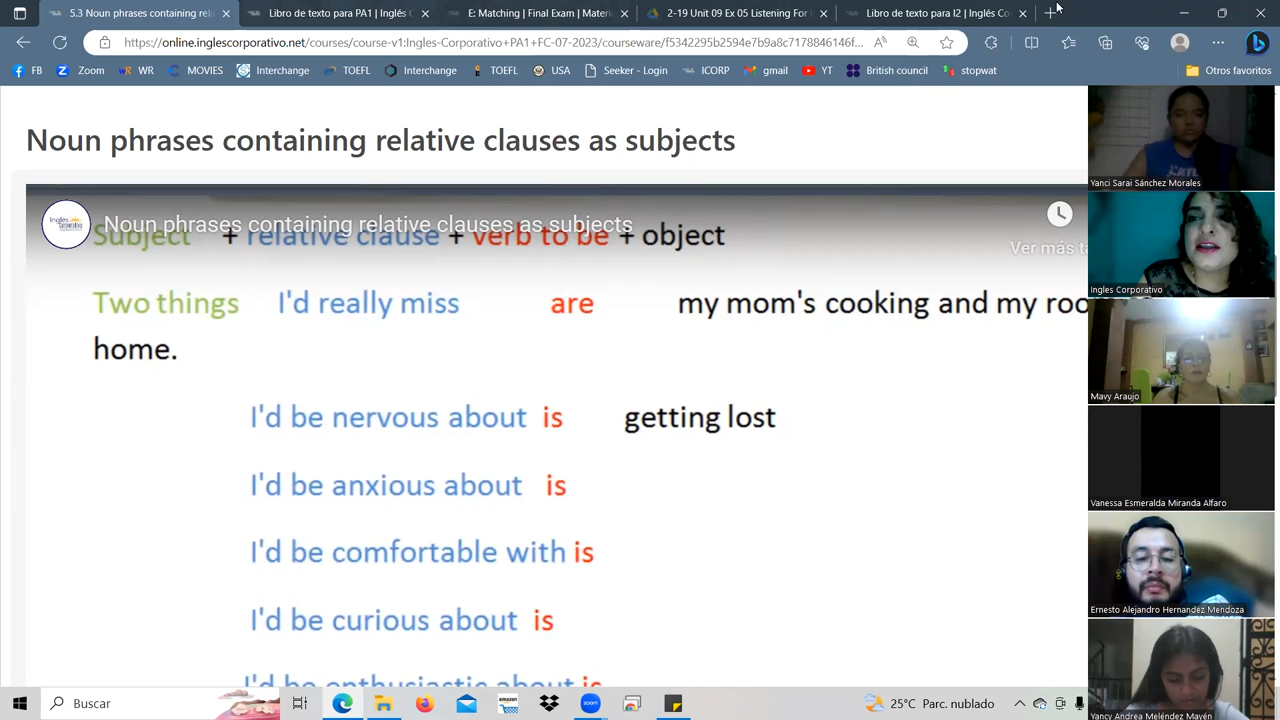 5.3 Noun phrases containing rela
Libro de texto para PA1 | Inglés C
E: Matching | Final Exam | Materi
2-19 Unit 09 Ex 05 Listening For
Libro de texto para I2 | Inglés Co
https://online.inglescorporativo.net/courses/course-v1:Ingles-Corporativo+PA1+FC-07-2023/courseware/f5342295b2594e7b9a8c7178846146f...
FB
Zoom
WR
MOVIES
Interchange
TOEFL
Interchange
TOEFL
USA
Seeker - Login
ICORP
gmail
YT
British council
stopwat
Otros favoritos
Noun phrases containing relative clauses as subjects
Noun phrases containing relative clauses as subjects
Ver más ta
Subject + relative clause + verb to be + object
Two things I'd really miss are my mom's cooking and my roo
home.
I'd be nervous about is getting lost
I'd be anxious about is
I'd be comfortable with is
I'd be curious about is
I'd be enthusiastic about is
Yanci Sarai Sánchez Morales
Ingles Corporativo
Mavy Araujo
Vanessa Esmeralda Miranda Alfaro
Ernesto Alejandro Hernandez Mendoza
Yancy Andrea Meléndez Mayén
Buscar
amazon
zoom
25°C Parc. nublado